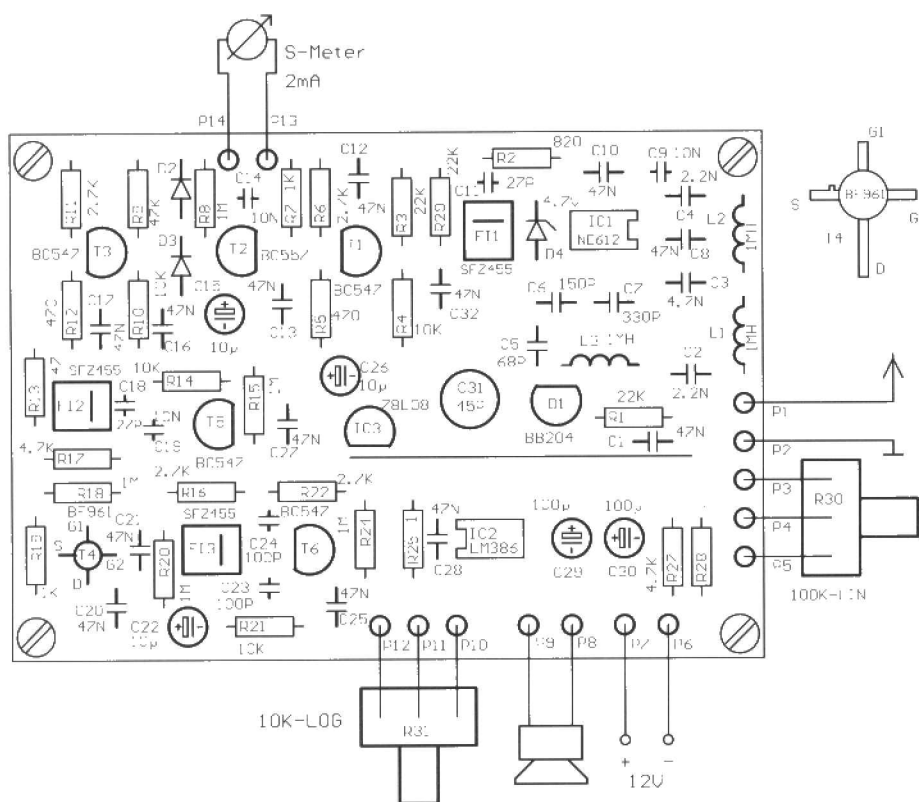 S-Meter
2mA
P14
P13
820
R2
C12
47N
C10
47N
C9
10N
2.2N
C4
L2
1MH
R11
2.7K
R9
47K
D2
R8
1M
C14
10N
R7
1K
R6
2.7K
R3
22K
R29
22K
C11
27P
FI1
SFZ455
4.7V
D4
IC1
NE612
47N
C8
G1
BF961
S
G
T4
D
BC547
T3
D3
T2
BC557
T1
BC547
C15
10µ
47N
C13
R5
470
R4
10K
47N
C32
C6
150P
C7
330P
4.7N
C3
L1
1MH
470
R12
C17
47N
R10
10K
47N
C16
C5
68P
L3
1MH
C2
2.2N
R13
47
SFZ455
FI2
C18
27P
10K
R14
R15
1M
C26
10µ
78L08
IC3
C31
45P
D1
BB204
22K
R1
C1
47N
10N
C19
T5
BC547
47N
C27
4.7K
R17
R18
1M
2.7K
R16
R22
2.7K
BF961
G1
S
T4
G2
D
R19
1K
C21
47N
R20
1M
SFZ455
FI3
C24
100P
C23
100P
BC547
T6
1M
R24
R26
1
47N
C28
IC2
LM386
100µ
C29
100µ
C30
4.7K
R27
R28
C20
47N
C22
10µ
R21
10K
47N
C25
P1
P2
P3
P4
P5
R30
100K-LIN
P12
P11
P10
P9
P8
P7
P6
10K-LOG
R31
+
-
12V